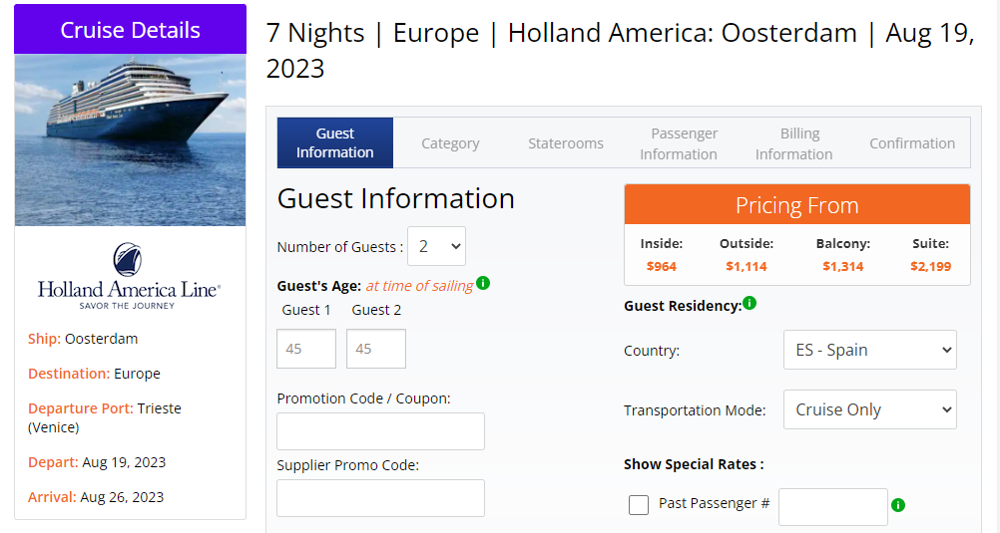 Cruise Details
Holland America Line®
SAVOR THE JOURNEY
Ship: Oosterdam
Destination: Europe
Departure Port: Trieste
(Venice)
Depart: Aug 19, 2023
Arrival: Aug 26, 2023
7 Nights | Europe | Holland America: Oosterdam | Aug 19,
2023
Guest
Information
Category
Staterooms
Passenger
Information
Billing
Information
Confirmation
Guest Information
Number of Guests : 2
Guest's Age: at time of sailing i
Guest 1 Guest 2
45 45
Promotion Code / Coupon:
Supplier Promo Code:
Pricing From
Inside: Outside: Balcony: Suite:
$964 $1,114 $1,314 $2,199
Guest Residency: i
Country: ES - Spain
Transportation Mode: Cruise Only
Show Special Rates :
Past Passenger # i